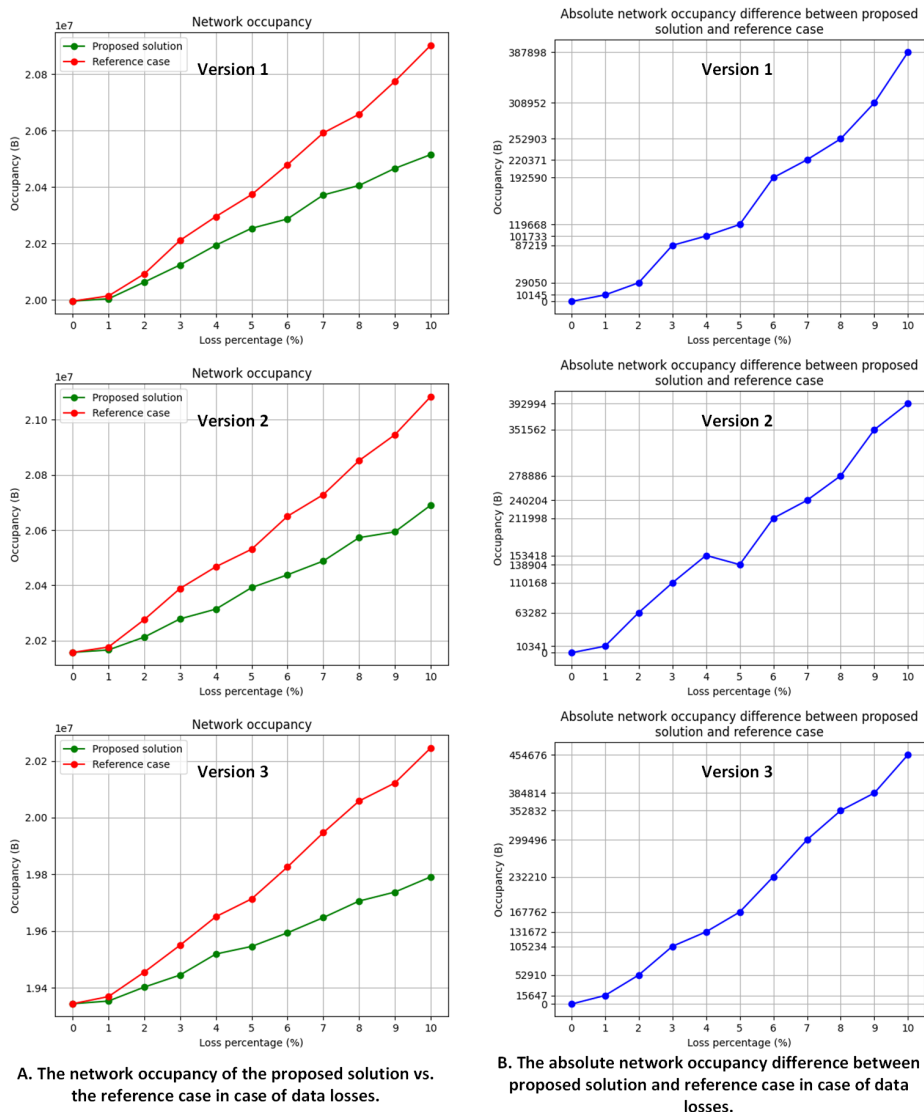 Network occupancy
1e7
Proposed solution
Reference case
Version 1
2.08
2.06
2.04
2.02
2.00
Occupancy (B)
0 1 2 3 4 5 6 7 8 9 10
Loss percentage (%)
Absolute network occupancy difference between proposed
solution and reference case
Version 1
387898
308952
252903
220371
192590
119668
101733
87219
29050
10145
0
Occupancy (B)
0 1 2 3 4 5 6 7 8 9 10
Loss percentage (%)
Network occupancy
1e7
Proposed solution
Reference case
Version 2
2.10
2.08
2.06
2.04
2.02
Occupancy (B)
0 1 2 3 4 5 6 7 8 9 10
Loss percentage (%)
Absolute network occupancy difference between proposed
solution and reference case
Version 2
392994
351562
278886
240204
211998
153418
138904
110168
63282
10341
0
Occupancy (B)
0 1 2 3 4 5 6 7 8 9 10
Loss percentage (%)
Network occupancy
1e7
Proposed solution
Reference case
Version 3
2.02
2.00
1.98
1.96
1.94
Occupancy (B)
0 1 2 3 4 5 6 7 8 9 10
Loss percentage (%)
Absolute network occupancy difference between proposed
solution and reference case
Version 3
454676
384814
352832
299496
232210
167762
131672
105234
52910
15647
0
Occupancy (B)
0 1 2 3 4 5 6 7 8 9 10
Loss percentage (%)
A. The network occupancy of the proposed solution vs.
the reference case in case of data losses.
B. The absolute network occupancy difference between
proposed solution and reference case in case of data
losses.